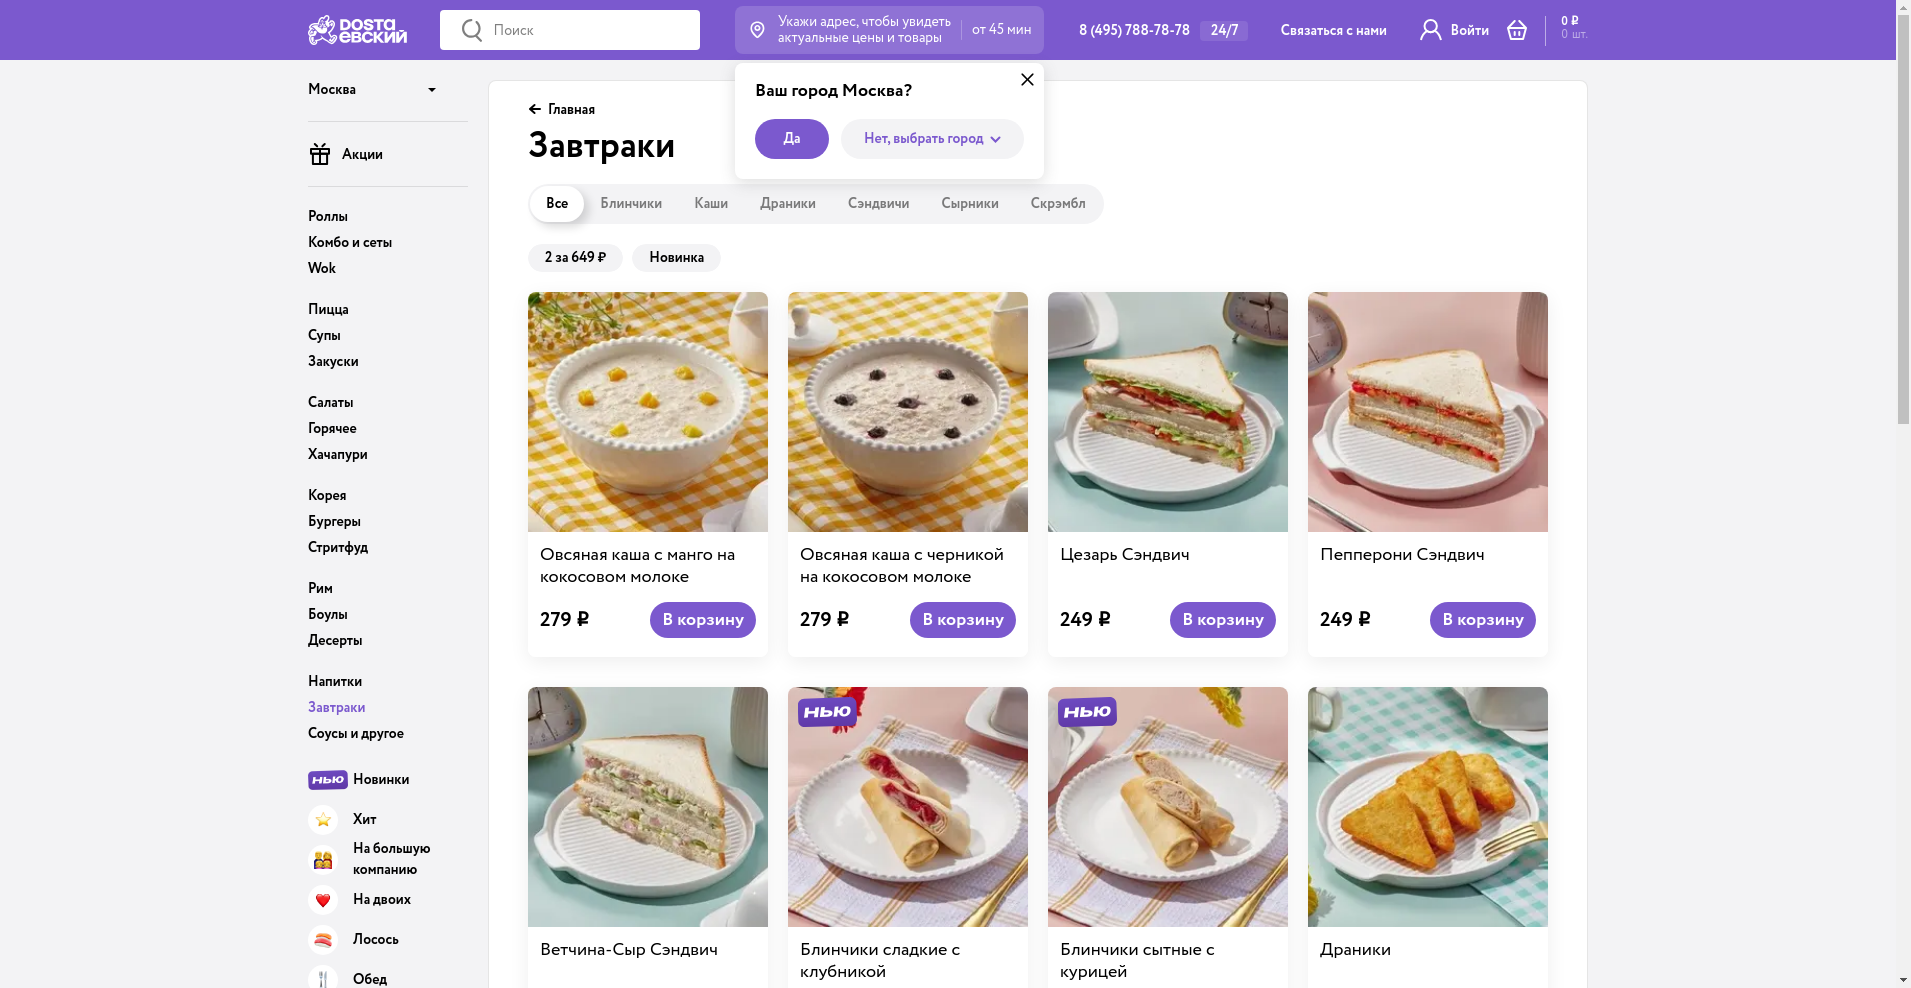 Dостаевский
Поиск
Укажи адрес, чтобы увидеть
актуальные цены и товары
от 45 мин
8 (495) 788-78-78
24/7
Связаться с нами
Войти
0 ₽
0 шт.
Ваш город Москва?
Да
Нет, выбрать город
Москва
Акции
Роллы
Комбо и сеты
Wok
Пицца
Супы
Закуски
Салаты
Горячее
Хачапури
Корея
Бургеры
Стритфуд
Рим
Боулы
Десерты
Напитки
Завтраки
Соусы и другое
НЬЮ Новинки
Хит
На большую
компанию
На двоих
Лосось
Обед
Главная
Завтраки
Все Блинчики Каши Драники Сэндвичи Сырники Скрэмбл
2 за 649 ₽ Новинка
Овсяная каша с манго на
кокосовом молоке
279 ₽ В корзину
Овсяная каша с черникой
на кокосовом молоке
279 ₽ В корзину
Цезарь Сэндвич
249 ₽ В корзину
Пепперони Сэндвич
249 ₽ В корзину
Ветчина-Сыр Сэндвич
НЬЮ
Блинчики сладкие с
клубникой
НЬЮ
Блинчики сытные с
курицей
Драники